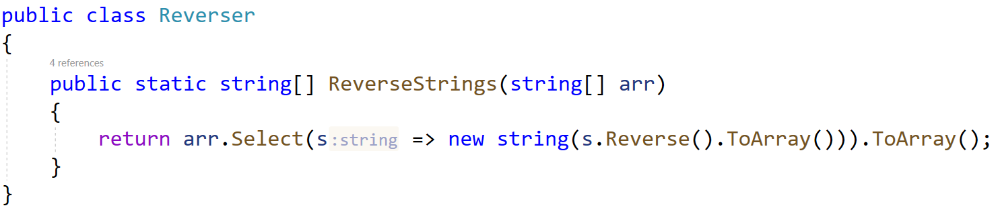 public class Reverser
{
4 references
public static string[] ReverseStrings(string[] arr)
{
return arr.Select(s:string => new string(s.Reverse().ToArray())).ToArray();
}
}